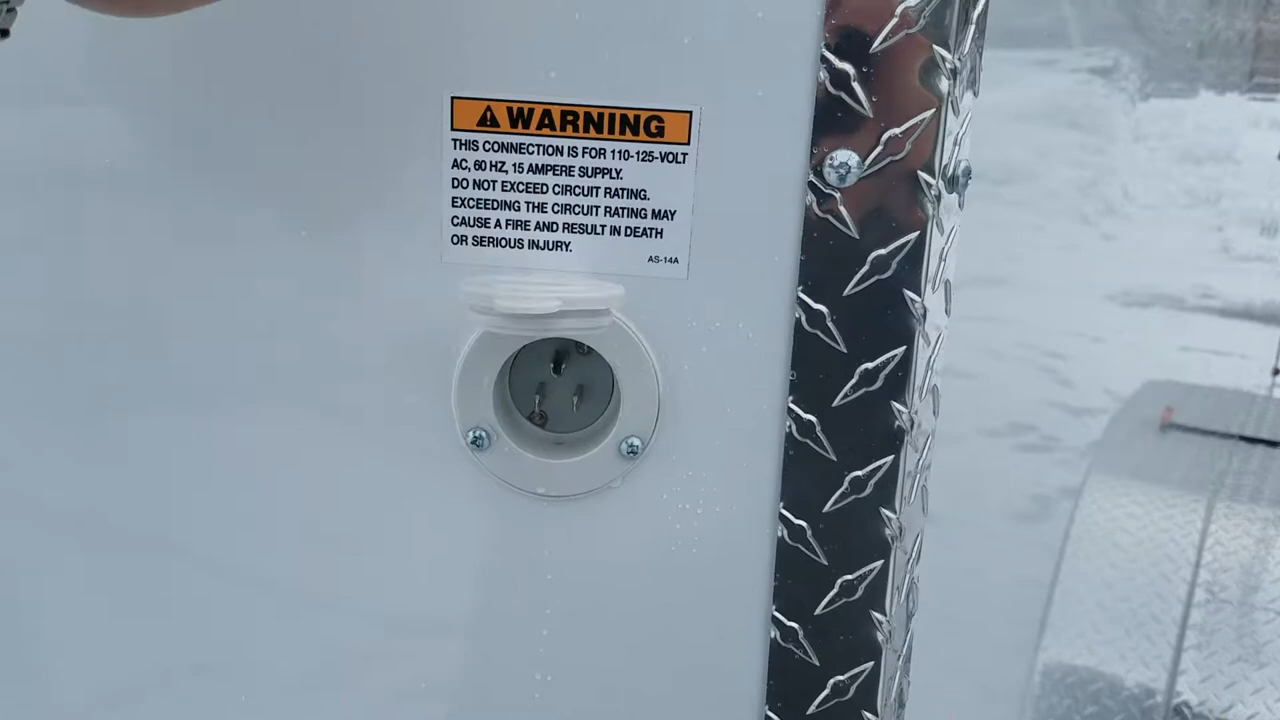 WARNING
THIS CONNECTION IS FOR 110-125-VOLT
AC, 60 HZ, 15 AMPERE SUPPLY.
DO NOT EXCEED CIRCUIT RATING.
EXCEEDING THE CIRCUIT RATING MAY
CAUSE A FIRE AND RESULT IN DEATH
OR SERIOUS INJURY.
AS-14A